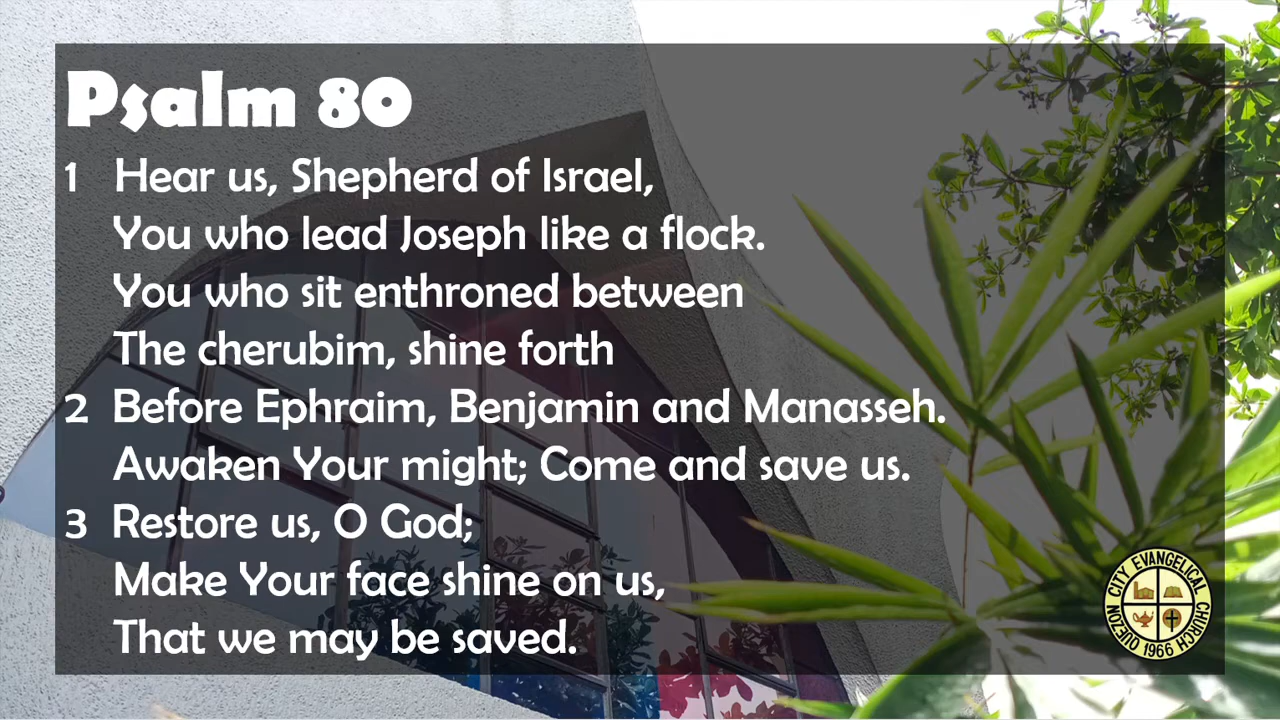 Psalm 80
1 Hear us, Shepherd of Israel,
You who lead Joseph like a flock.
You who sit enthroned between
The cherubim, shine forth
2 Before Ephraim, Benjamin and Manasseh.
Awaken Your might; Come and save us.
3 Restore us, O God;
Make Your face shine on us,
That we may be saved.
QUEZON CITY EVANGELICAL CHURCH
1966